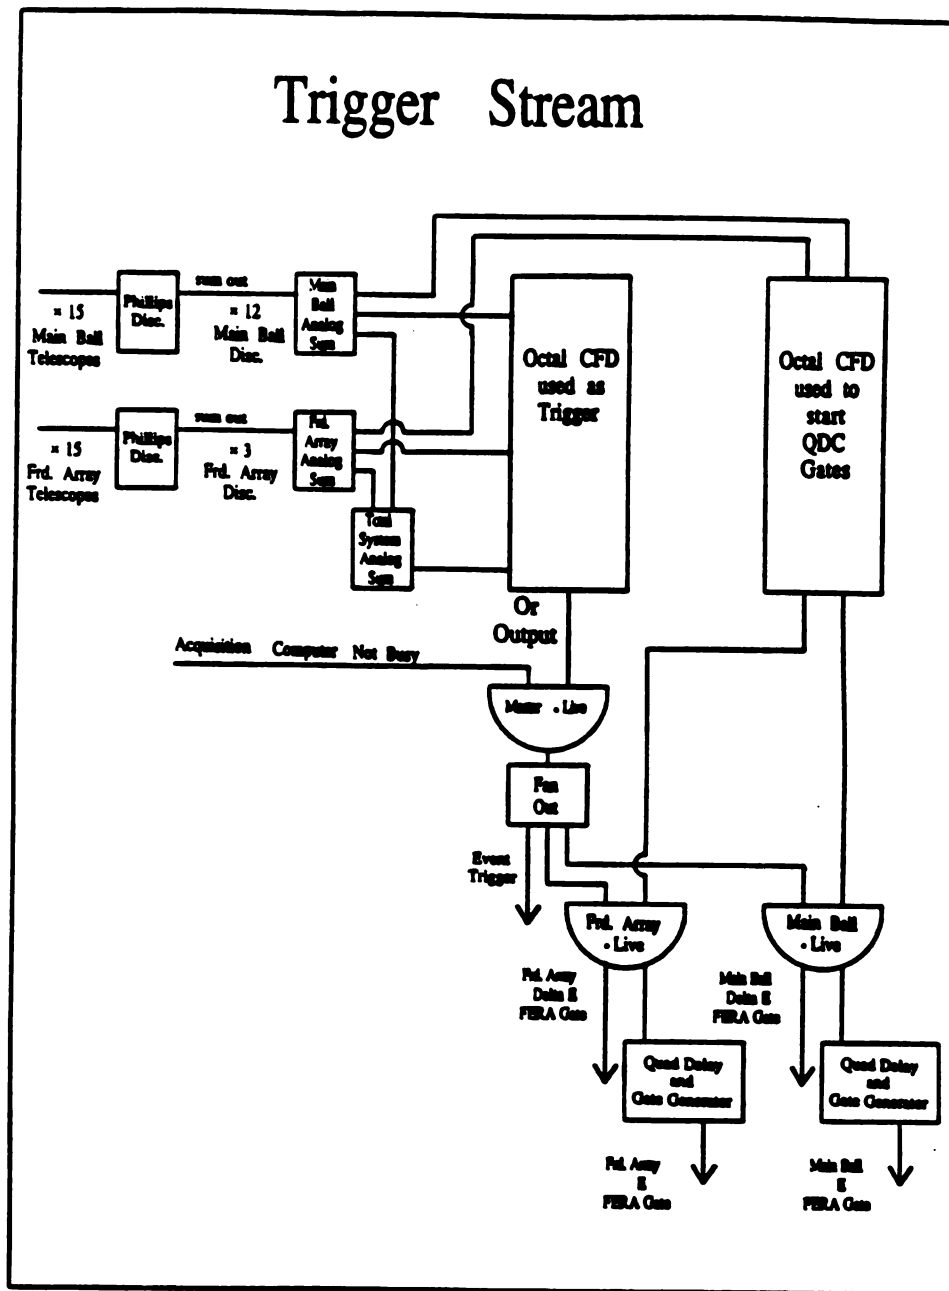 Trigger Stream
sum out
= 15
Main Ball
Telescopes
Phillips
Disc.
= 12
Main Ball
Disc.
Main
Ball
Analog
Sum
Octal CFD
used as
Trigger
Octal CFD
used to
start
QDC
Gates
sum out
= 15
Frd. Array
Telescopes
Phillips
Disc.
= 3
Frd. Array
Disc.
Frd.
Array
Analog
Sum
Total
System
Analog
Sum
Or
Output
Acquisition Computer Not Busy
Master • Live
Fan
Out
Event
Trigger
Frd. Array
• Live
Main Ball
• Live
Frd. Array
Delta E
FERA Gate
Main Ball
Delta E
FERA Gate
Quad Delay
and
Gate Generator
Quad Delay
and
Gate Generator
Frd. Array
E
FERA Gate
Main Ball
E
FERA Gate